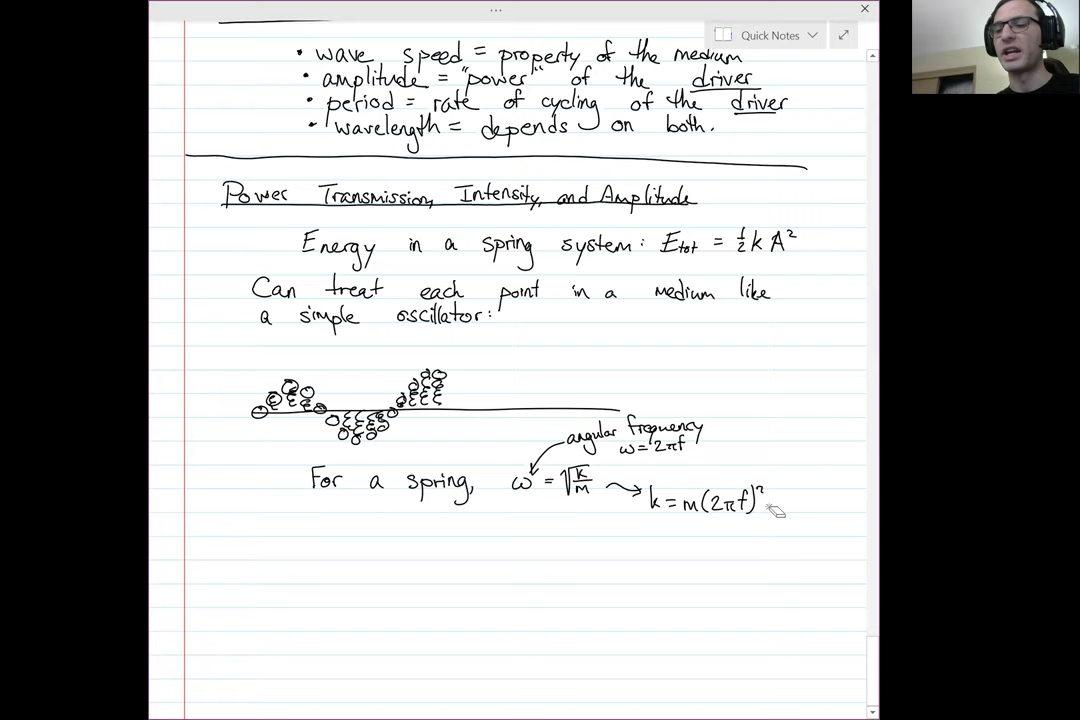 Quick Notes
• wave speed = property of the medium
• amplitude = "power" of the driver
• period = rate of cycling of the driver
• wavelength = depends on both.
Power Transmission, Intensity, and Amplitude
Energy in a spring system: E_tot = ½ k A²
Can treat each point in a medium like
a simple oscillator:
angular frequency
ω = 2πf
For a spring, ω = √(k/m) → k = m(2πf)²